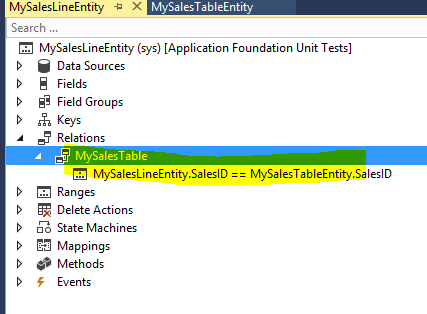 MySalesLineEntity
MySalesTableEntity
Search ...
MySalesLineEntity (sys) [Application Foundation Unit Tests]
Data Sources
Fields
Field Groups
Keys
Relations
MySalesTable
MySalesLineEntity.SalesID == MySalesTableEntity.SalesID
Ranges
Delete Actions
State Machines
Mappings
Methods
Events